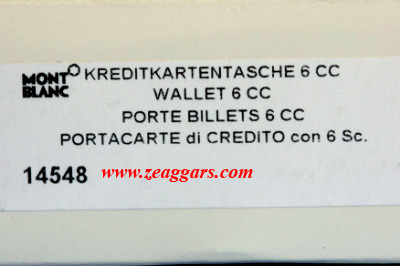 MONT BLANC KREDITKARTENTASCHE 6 CC
WALLET 6 CC
PORTE BILLETS 6 CC
PORTACARTE di CREDITO con 6 Sc.
14548 www.zeaggars.com